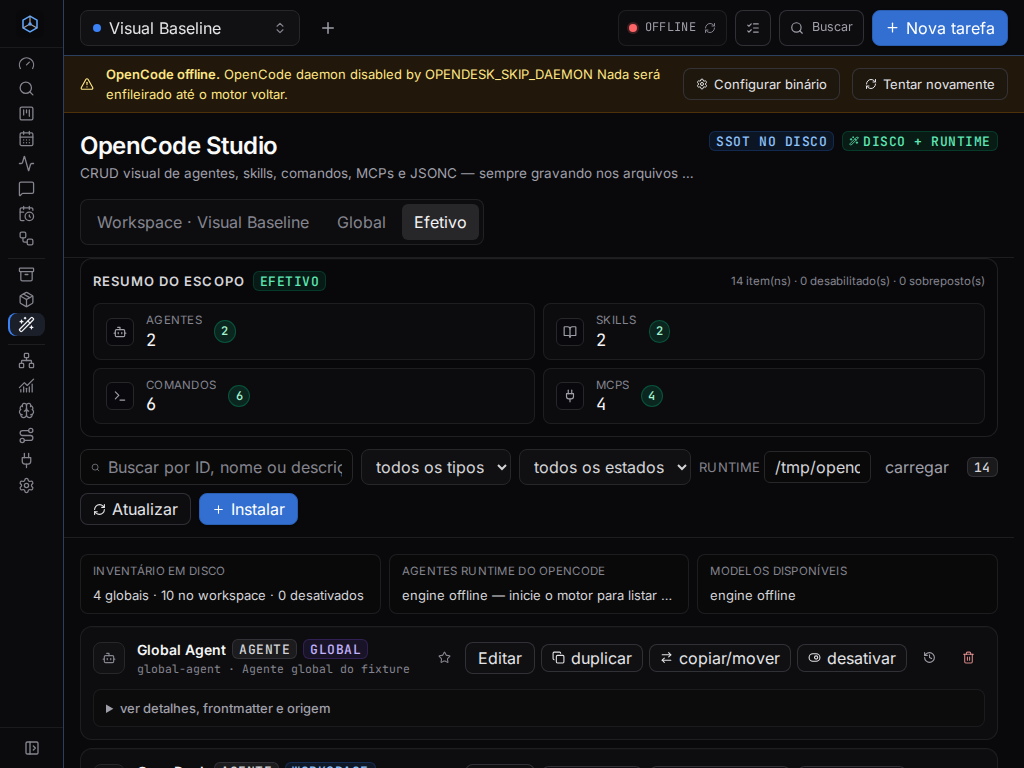 Visual Baseline
OFFLINE
Buscar
Nova tarefa
OpenCode offline. OpenCode daemon disabled by OPENDESK_SKIP_DAEMON Nada será
enfileirado até o motor voltar.
Configurar binário
Tentar novamente
OpenCode Studio
SSOT NO DISCO
DISCO + RUNTIME
CRUD visual de agentes, skills, comandos, MCPs e JSONC — sempre gravando nos arquivos ...
Workspace · Visual Baseline
Global
Efetivo
RESUMO DO ESCOPO
EFETIVO
14 item(ns) · 0 desabilitado(s) · 0 sobreposto(s)
AGENTES
2
2
SKILLS
2
2
COMANDOS
6
6
MCPS
4
4
Buscar por ID, nome ou descriç
todos os tipos
todos os estados
RUNTIME
/tmp/openc
carregar
14
Atualizar
Instalar
INVENTÁRIO EM DISCO
4 globais · 10 no workspace · 0 desativados
AGENTES RUNTIME DO OPENCODE
engine offline — inicie o motor para listar ...
MODELOS DISPONÍVEIS
engine offline
Global Agent
AGENTE
GLOBAL
global-agent · Agente global do fixture
Editar
duplicar
copiar/mover
desativar
ver detalhes, frontmatter e origem